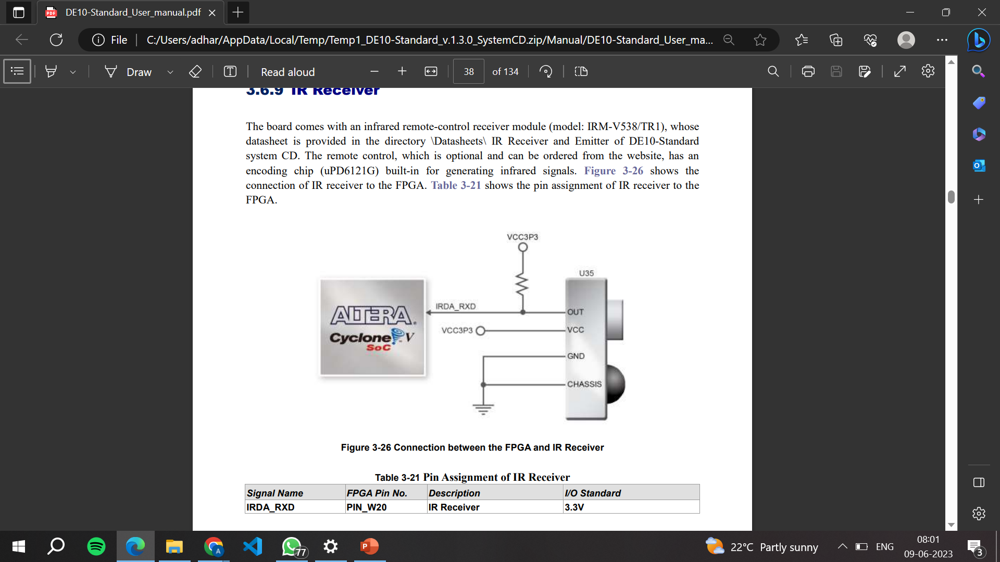 DE10-Standard_User_manual.pdf
File
C:/Users/adhar/AppData/Local/Temp/Temp1_DE10-Standard_v.1.3.0_SystemCD.zip/Manual/DE10-Standard_User_ma...
Draw
Read aloud
38
of 134
3.6.9 IR Receiver
The board comes with an infrared remote-control receiver module (model: IRM-V538/TR1), whose
datasheet is provided in the directory \Datasheets\ IR Receiver and Emitter of DE10-Standard
system CD. The remote control, which is optional and can be ordered from the website, has an
encoding chip (uPD6121G) built-in for generating infrared signals. Figure 3-26 shows the
connection of IR receiver to the FPGA. Table 3-21 shows the pin assignment of IR receiver to the
FPGA.
VCC3P3
U35
IRDA_RXD
OUT
VCC3P3
VCC
GND
CHASSIS
ALTERA.
Cyclone V
SoC
Figure 3-26 Connection between the FPGA and IR Receiver
Table 3-21 Pin Assignment of IR Receiver
Signal Name FPGA Pin No. Description I/O Standard
IRDA_RXD PIN_W20 IR Receiver 3.3V
77
22°C Partly sunny
ENG
08:01
09-06-2023
3